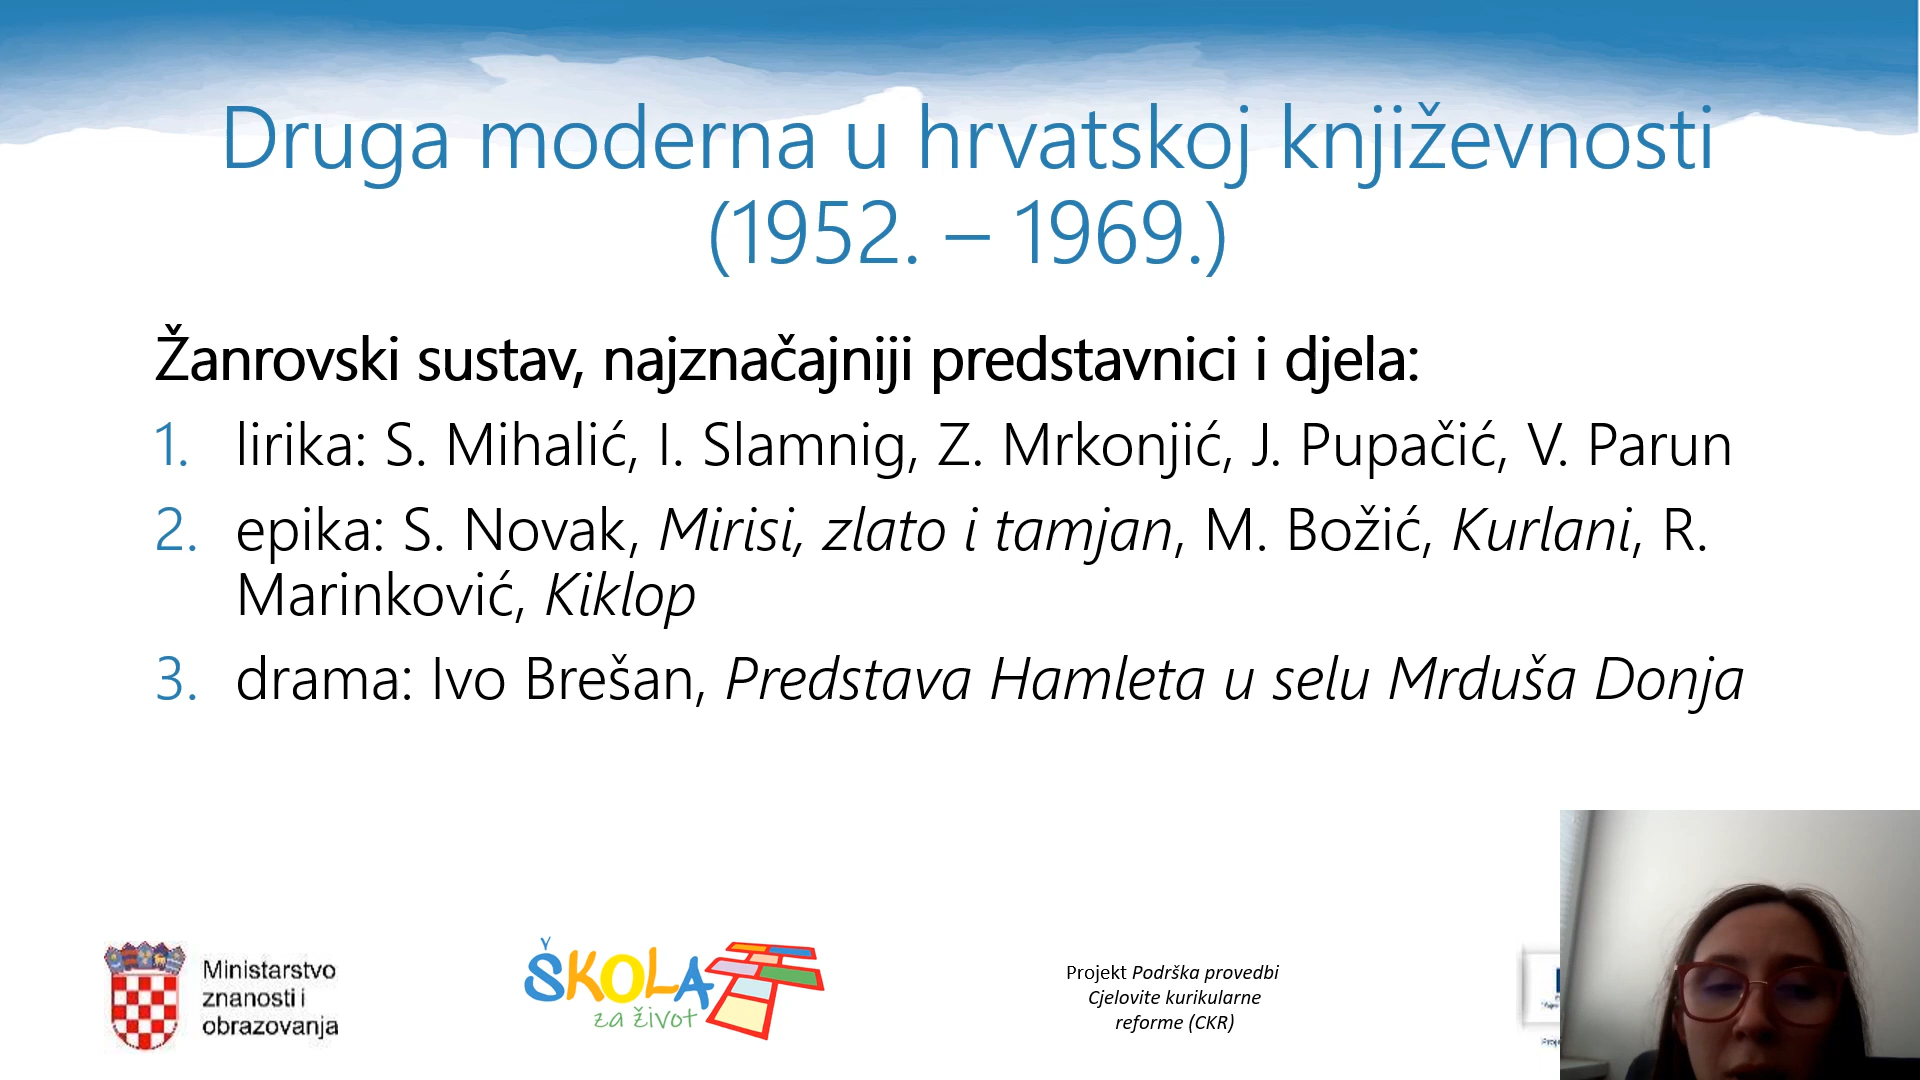 Druga moderna u hrvatskoj književnosti
(1952. – 1969.)
Žanrovski sustav, najznačajniji predstavnici i djela:
1. lirika: S. Mihalić, I. Slamnig, Z. Mrkonjić, J. Pupačić, V. Parun
2. epika: S. Novak, Mirisi, zlato i tamjan, M. Božić, Kurlani, R.
Marinković, Kiklop
3. drama: Ivo Brešan, Predstava Hamleta u selu Mrduša Donja
Ministarstvo
znanosti i
obrazovanja
ŠKOLA
za život
Projekt Podrška provedbi
Cjelovite kurikularne
reforme (CKR)